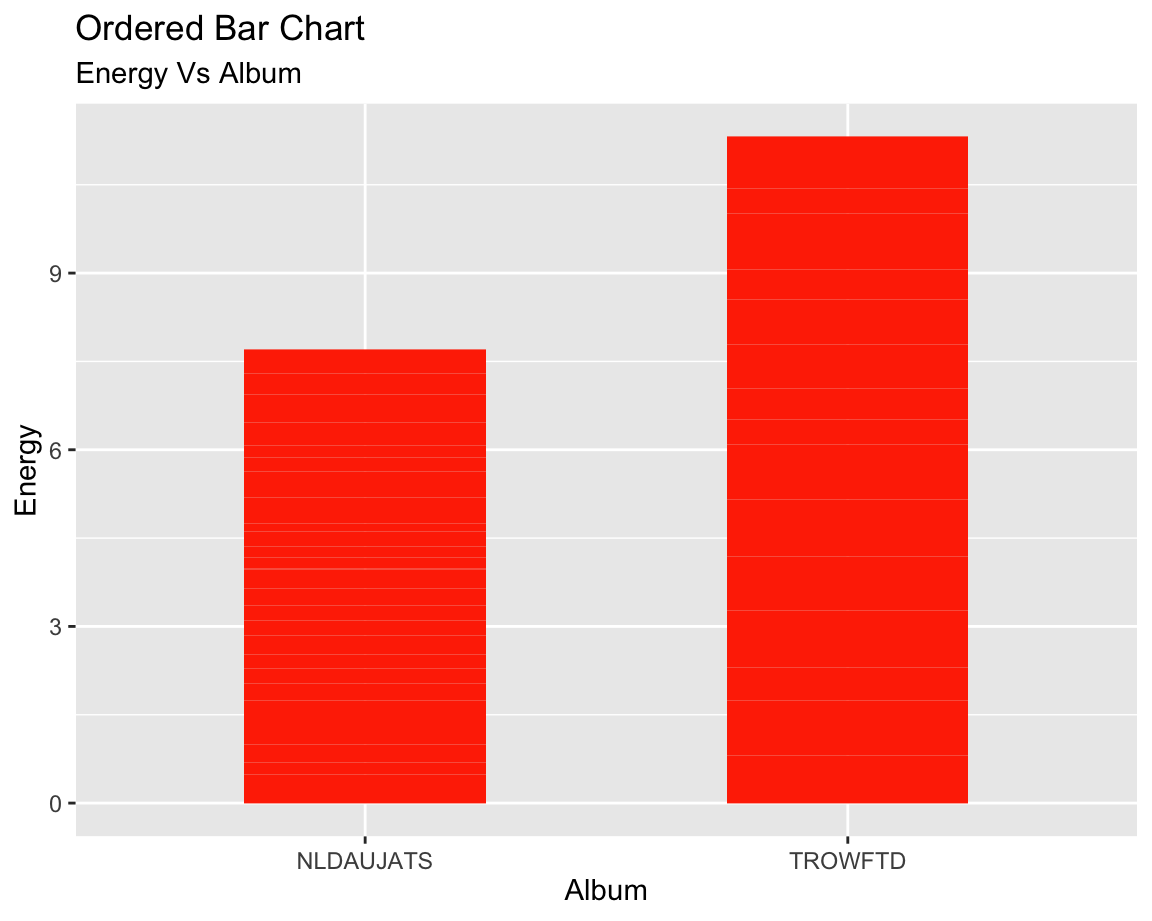 Ordered Bar Chart
Energy Vs Album
Energy
9
6
3
0
NLDAUJATS
TROWFTD
Album